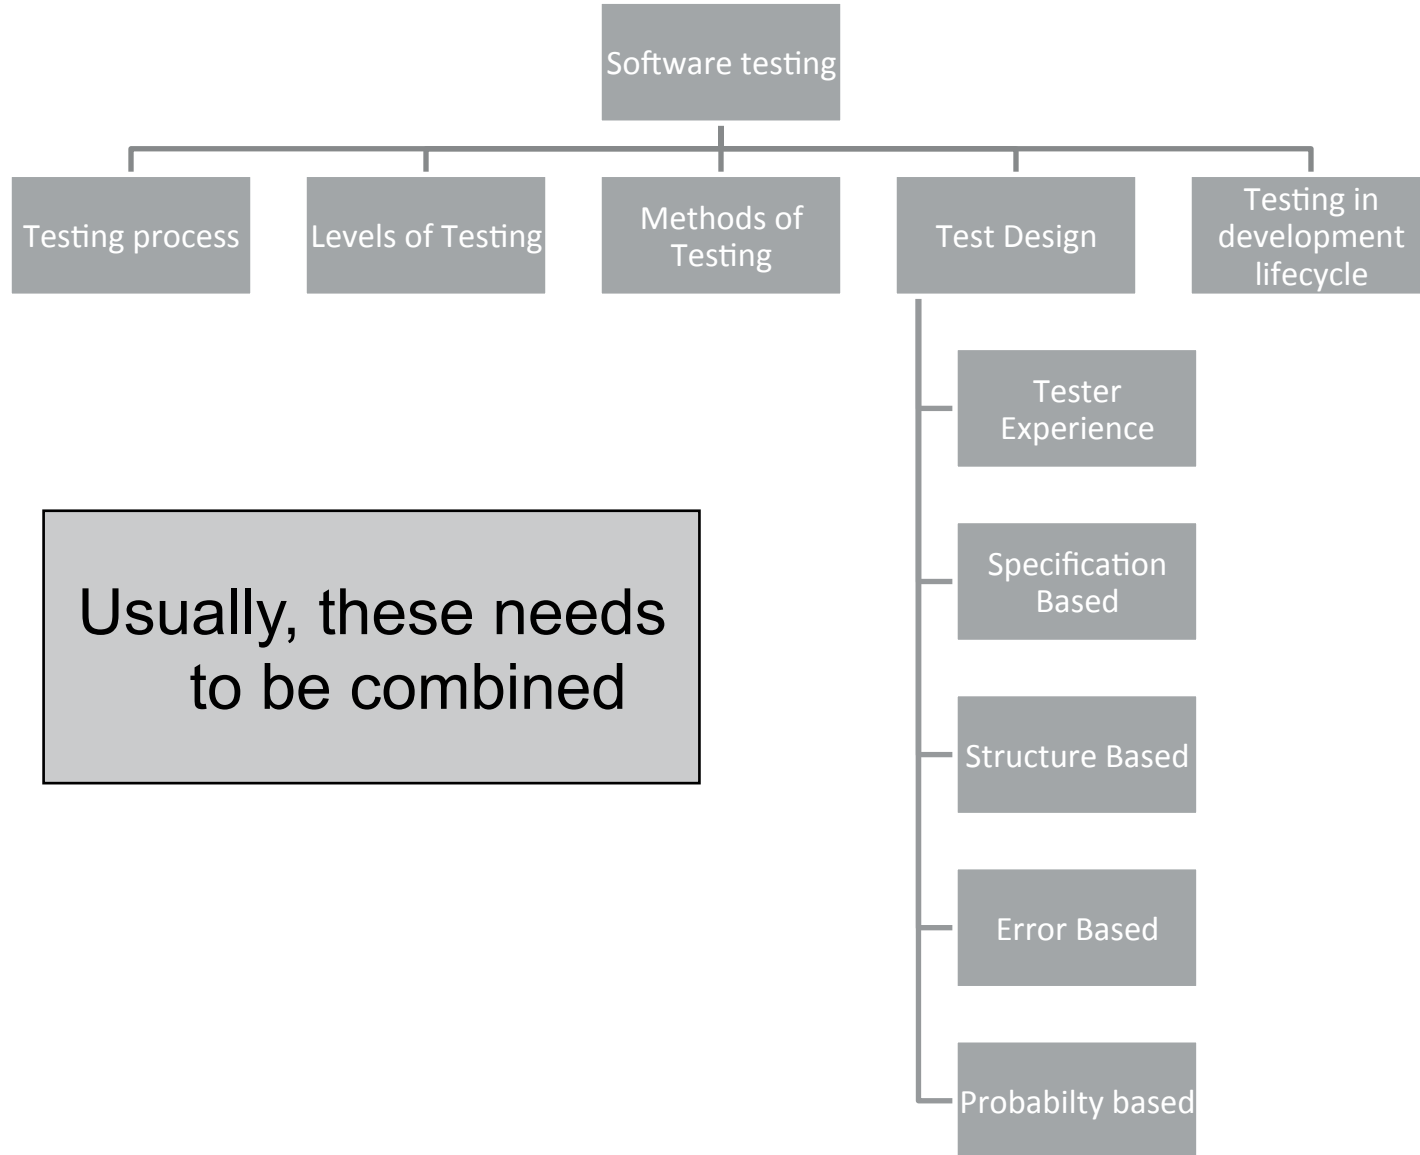 Software testing
Testing process
Levels of Testing
Methods of
Testing
Test Design
Testing in
development
lifecycle
Tester
Experience
Specification
Based
Structure Based
Error Based
Probabilty based
Usually, these needs
to be combined